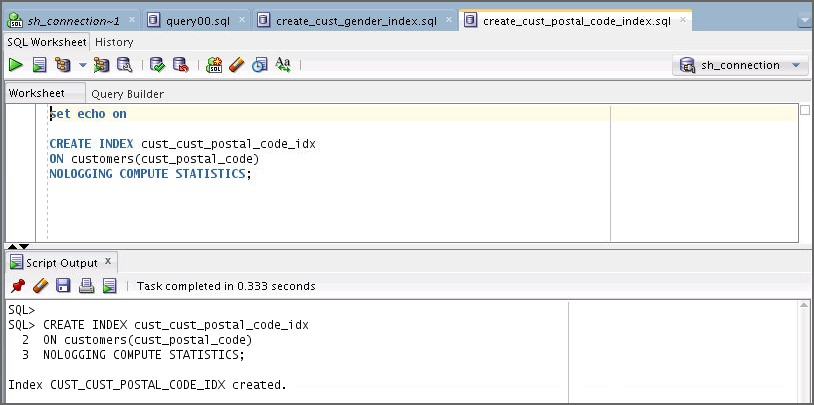 sh_connection~1 query00.sql create_cust_gender_index.sql create_cust_postal_code_index.sql
SQL Worksheet History
sh_connection
Worksheet Query Builder
set echo on
CREATE INDEX cust_cust_postal_code_idx
ON customers(cust_postal_code)
NOLOGGING COMPUTE STATISTICS;
Script Output x
Task completed in 0.333 seconds
SQL>
SQL> CREATE INDEX cust_cust_postal_code_idx
2 ON customers(cust_postal_code)
3 NOLOGGING COMPUTE STATISTICS;
Index CUST_CUST_POSTAL_CODE_IDX created.